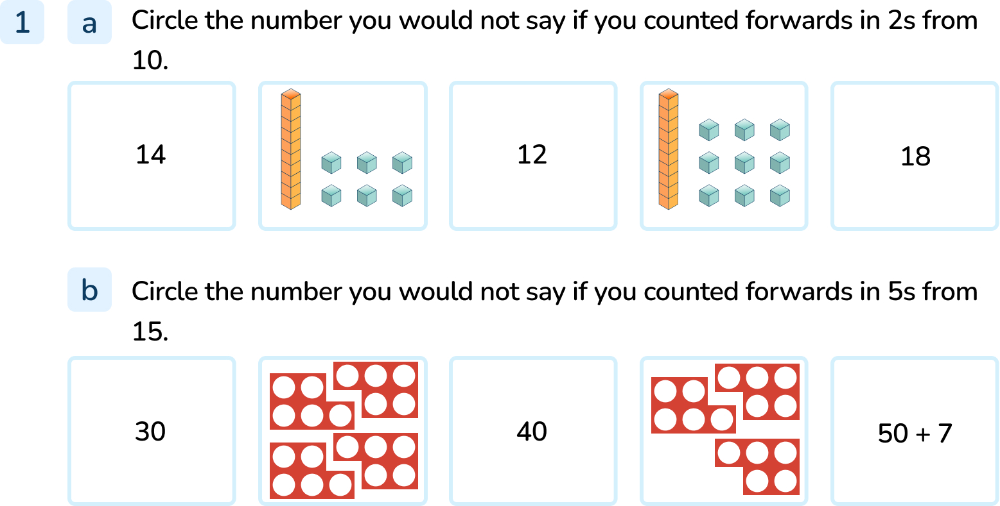 1 a Circle the number you would not say if you counted forwards in 2s from
10.
14 12 18
b Circle the number you would not say if you counted forwards in 5s from
15.
30 40 50 + 7